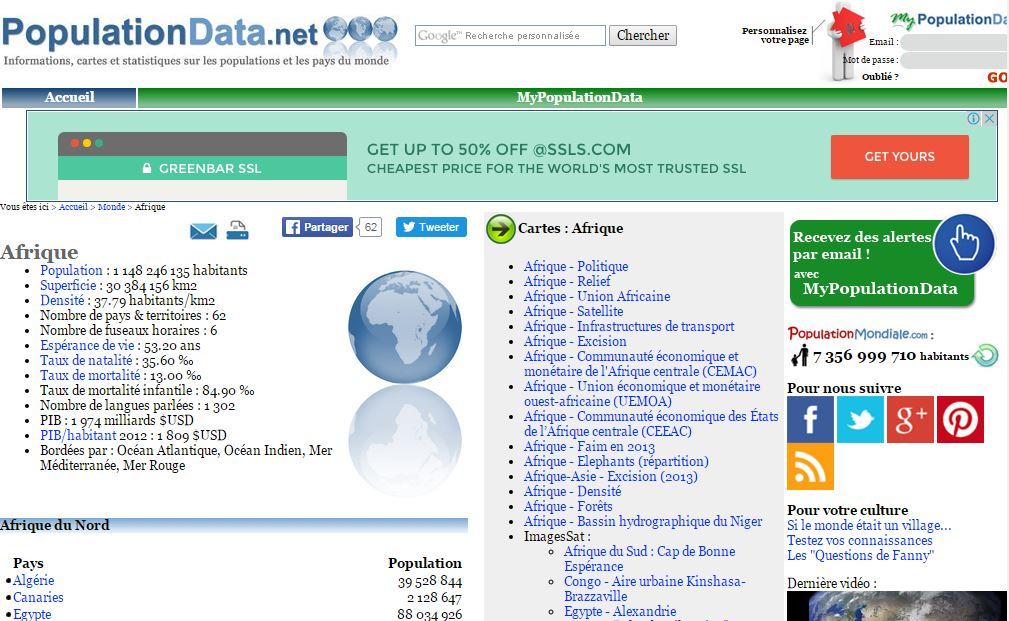 PopulationData.net
Informations, cartes et statistiques sur les populations et les pays du monde
Google™ Recherche personnalisée
Chercher
Personnalisez
votre page
My PopulationDa
Email :
Mot de passe :
Oublié ?
GO
Accueil
MyPopulationData
GREENBAR SSL
GET UP TO 50% OFF @SSLS.COM
CHEAPEST PRICE FOR THE WORLD'S MOST TRUSTED SSL
GET YOURS
Vous êtes ici > Accueil > Monde > Afrique
Partager
62
Tweeter
Afrique
Population : 1 148 246 135 habitants
Superficie : 30 384 156 km2
Densité : 37.79 habitants/km2
Nombre de pays & territoires : 62
Nombre de fuseaux horaires : 6
Espérance de vie : 53.20 ans
Taux de natalité : 35.60 ‰
Taux de mortalité : 13.00 ‰
Taux de mortalité infantile : 84.90 ‰
Nombre de langues parlées : 1 302
PIB : 1 974 milliards $USD
PIB/habitant 2012 : 1 809 $USD
Bordées par : Océan Atlantique, Océan Indien, Mer
Méditerranée, Mer Rouge
Afrique du Nord
Pays Population
Algérie 39 528 844
Canaries 2 128 647
Egypte 88 034 926
Cartes : Afrique
Afrique - Politique
Afrique - Relief
Afrique - Union Africaine
Afrique - Satellite
Afrique - Infrastructures de transport
Afrique - Excision
Afrique - Communauté économique et
monétaire de l'Afrique centrale (CEMAC)
Afrique - Union économique et monétaire
ouest-africaine (UEMOA)
Afrique - Communauté économique des États
de l'Afrique centrale (CEEAC)
Afrique - Faim en 2013
Afrique - Elephants (répartition)
Afrique-Asie - Excision (2013)
Afrique - Densité
Afrique - Forêts
Afrique - Bassin hydrographique du Niger
ImagesSat :
Afrique du Sud : Cap de Bonne
Espérance
Congo - Aire urbaine Kinshasa-
Brazzaville
Egypte - Alexandrie
Recevez des alertes
par email !
avec
MyPopulationData
PopulationMondiale.com :
7 356 999 710 habitants
Pour nous suivre
Pour votre culture
Si le monde était un village...
Testez vos connaissances
Les "Questions de Fanny"
Dernière vidéo :